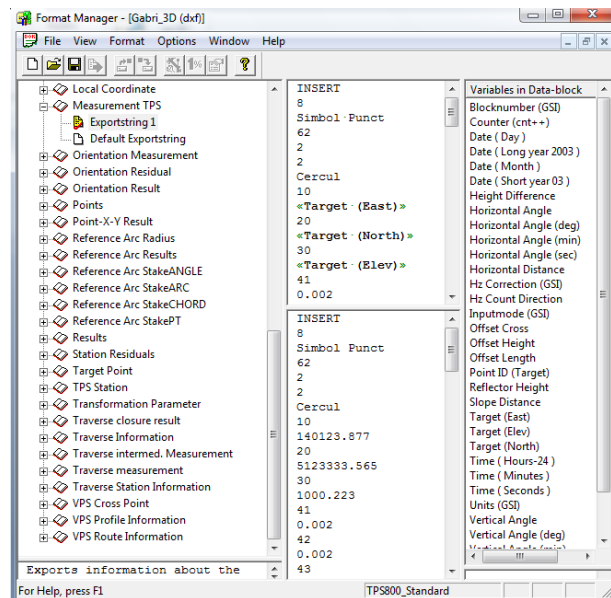 Format Manager - [Gabri_3D (dxf)]
File View Format Options Window Help
Local Coordinate
Measurement TPS
Exportstring 1
Default Exportstring
Orientation Measurement
Orientation Residual
Orientation Result
Points
Point-X-Y Result
Reference Arc Radius
Reference Arc Results
Reference Arc StakeANGLE
Reference Arc StakeARC
Reference Arc StakeCHORD
Reference Arc StakePT
Results
Station Residuals
Target Point
TPS Station
Transformation Parameter
Traverse closure result
Traverse Information
Traverse intermed. Measurement
Traverse measurement
Traverse Station Information
VPS Cross Point
VPS Profile Information
VPS Route Information
Exports information about the
INSERT
8
Simbol·Punct
62
2
2
Cercul
10
«Target·(East)»
20
«Target·(North)»
30
«Target·(Elev)»
41
0.002
INSERT
8
Simbol Punct
62
2
2
Cercul
10
140123.877
20
5123333.565
30
1000.223
41
0.002
42
0.002
43
Variables in Data-block
Blocknumber (GSI)
Counter (cnt++)
Date ( Day )
Date ( Long year 2003 )
Date ( Month )
Date ( Short year 03 )
Height Difference
Horizontal Angle
Horizontal Angle (deg)
Horizontal Angle (min)
Horizontal Angle (sec)
Horizontal Distance
Hz Correction (GSI)
Hz Count Direction
Inputmode (GSI)
Offset Cross
Offset Height
Offset Length
Point ID (Target)
Reflector Height
Slope Distance
Target (East)
Target (Elev)
Target (North)
Time ( Hours-24 )
Time ( Minutes )
Time ( Seconds )
Units (GSI)
Vertical Angle
Vertical Angle (deg)
Vertical Angle (min)
For Help, press F1
TPS800_Standard